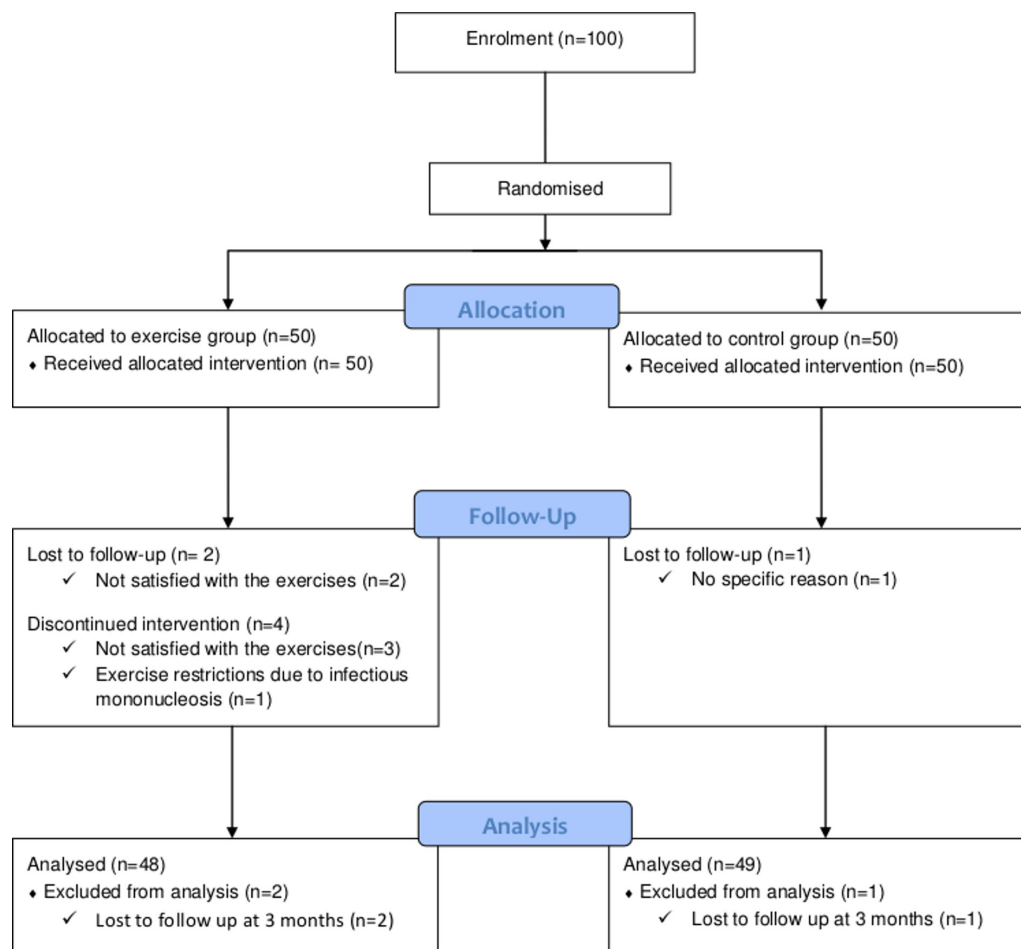 Enrolment (n=100)
Randomised
Allocation
Allocated to exercise group (n=50)
♦ Received allocated intervention (n= 50)
Allocated to control group (n=50)
♦ Received allocated intervention (n=50)
Follow-Up
Lost to follow-up (n= 2)
✓ Not satisfied with the exercises (n=2)
Discontinued intervention (n=4)
✓ Not satisfied with the exercises(n=3)
✓ Exercise restrictions due to infectious
mononucleosis (n=1)
Lost to follow-up (n=1)
✓ No specific reason (n=1)
Analysis
Analysed (n=48)
♦ Excluded from analysis (n=2)
✓ Lost to follow up at 3 months (n=2)
Analysed (n=49)
♦ Excluded from analysis (n=1)
✓ Lost to follow up at 3 months (n=1)